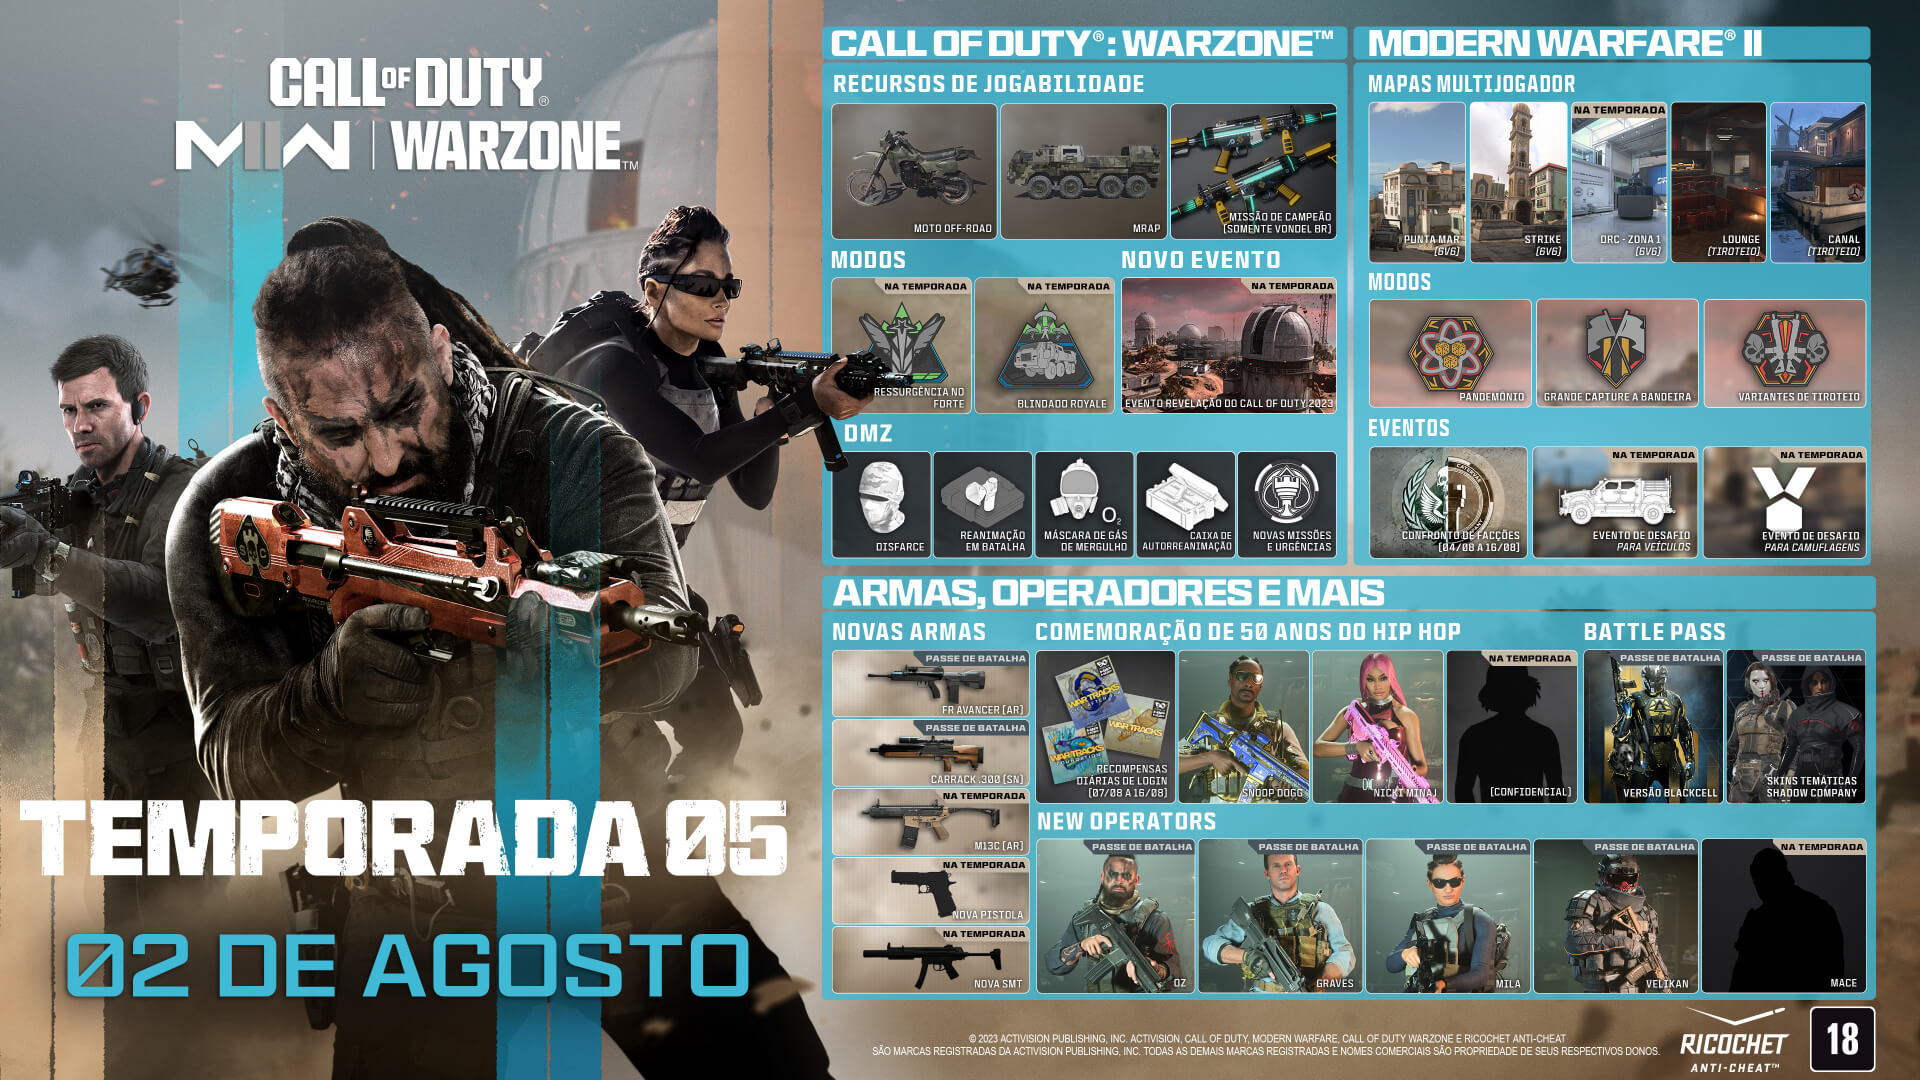 CALL OF DUTY®
MW II | WARZONE™
TEMPORADA 05
02 DE AGOSTO
CALL OF DUTY®: WARZONE™
RECURSOS DE JOGABILIDADE
MOTO OFF-ROAD
MRAP
MISSÃO DE CAMPEÃO
(SOMENTE VONDEL BR)
MODOS
NA TEMPORADA
RESSURGÊNCIA NO
FORTE
NA TEMPORADA
BLINDADO ROYALE
NOVO EVENTO
NA TEMPORADA
EVENTO REVELAÇÃO DO CALL OF DUTY 2023
DMZ
DISFARCE
REANIMAÇÃO
EM BATALHA
O₂
MÁSCARA DE GÁS
DE MERGULHO
CAIXA DE
AUTORREANIMAÇÃO
NOVAS MISSÕES
E URGÊNCIAS
MODERN WARFARE® II
MAPAS MULTIJOGADOR
PUNTA MAR
(6V6)
STRIKE
(6V6)
NA TEMPORADA
DRC - ZONA 1
(6V6)
LOUNGE
(TIROTEIO)
CANAL
(TIROTEIO)
MODOS
PANDEMÔNIO
GRANDE CAPTURE A BANDEIRA
VARIANTES DE TIROTEIO
EVENTOS
CONFRONTO DE FACÇÕES
(04/08 A 16/08)
NA TEMPORADA
EVENTO DE DESAFIO
PARA VEÍCULOS
NA TEMPORADA
EVENTO DE DESAFIO
PARA CAMUFLAGENS
ARMAS, OPERADORES E MAIS
NOVAS ARMAS
PASSE DE BATALHA
FR AVANCER (AR)
PASSE DE BATALHA
CARRACK .300 (SN)
NA TEMPORADA
M13C (AR)
NA TEMPORADA
NOVA PISTOLA
NA TEMPORADA
NOVA SMT
COMEMORAÇÃO DE 50 ANOS DO HIP HOP
WAR TRACKS
WAR TRACKS
WAR TRACKS
RECOMPENSAS
DIÁRIAS DE LOGIN
(07/08 A 16/08)
SNOOP DOGG
NICKI MINAJ
NA TEMPORADA
(CONFIDENCIAL)
BATTLE PASS
PASSE DE BATALHA
VERSÃO BLACKCELL
PASSE DE BATALHA
SKINS TEMÁTICAS
SHADOW COMPANY
NEW OPERATORS
PASSE DE BATALHA
OZ
PASSE DE BATALHA
GRAVES
PASSE DE BATALHA
MILA
PASSE DE BATALHA
VELIKAN
NA TEMPORADA
MACE
© 2023 ACTIVISION PUBLISHING, INC. ACTIVISION, CALL OF DUTY, MODERN WARFARE, CALL OF DUTY WARZONE E RICOCHET ANTI-CHEAT
SÃO MARCAS REGISTRADAS DA ACTIVISION PUBLISHING, INC. TODAS AS DEMAIS MARCAS REGISTRADAS E NOMES COMERCIAIS SÃO PROPRIEDADE DE SEUS RESPECTIVOS DONOS.
RICOCHET
ANTI-CHEAT™
18